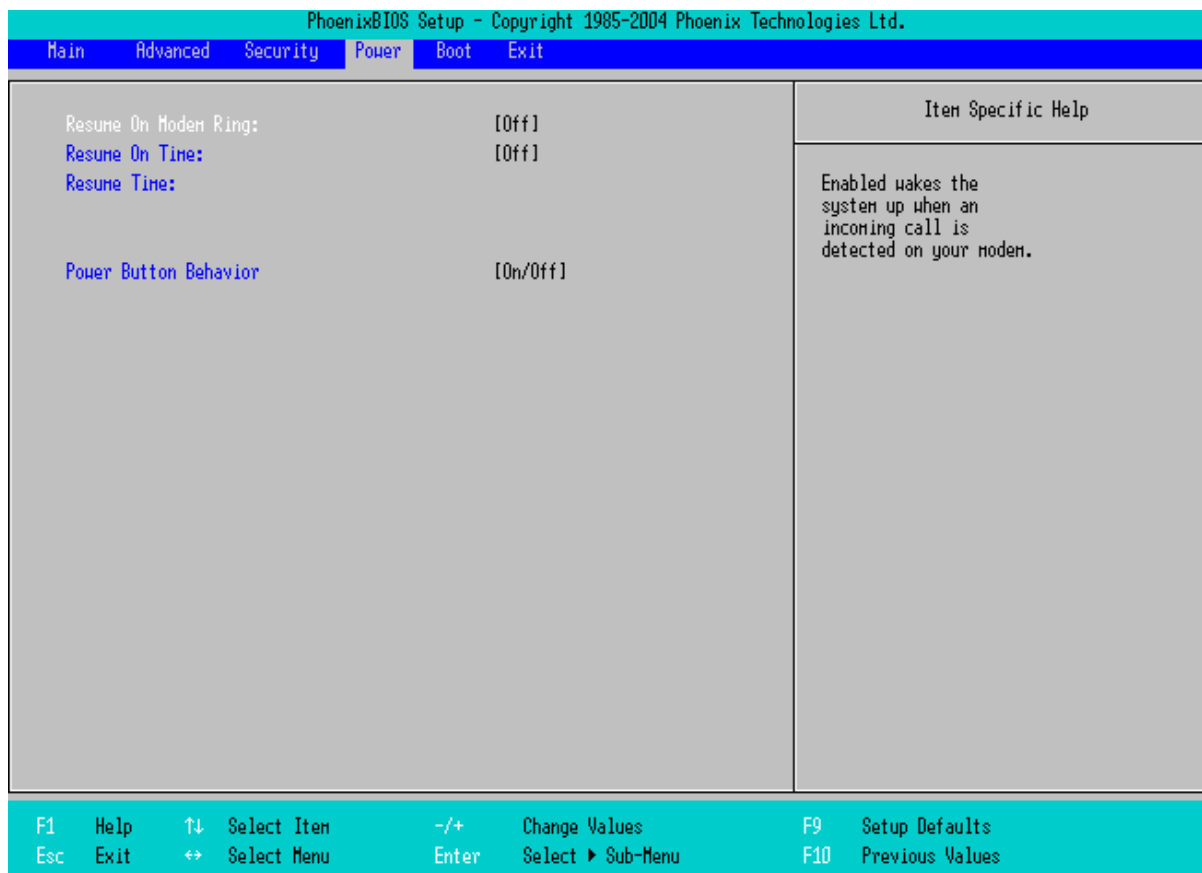 PhoenixBIOS Setup - Copyright 1985-2004 Phoenix Technologies Ltd.
Main Advanced Security Power Boot Exit
Resume On Modem Ring: [Off]
Resume On Time: [Off]
Resume Time:
Power Button Behavior [On/Off]
Item Specific Help
Enabled wakes the
system up when an
incoming call is
detected on your modem.
F1 Help ↑↓ Select Item -/+ Change Values F9 Setup Defaults
Esc Exit ↔ Select Menu Enter Select ▶ Sub-Menu F10 Previous Values